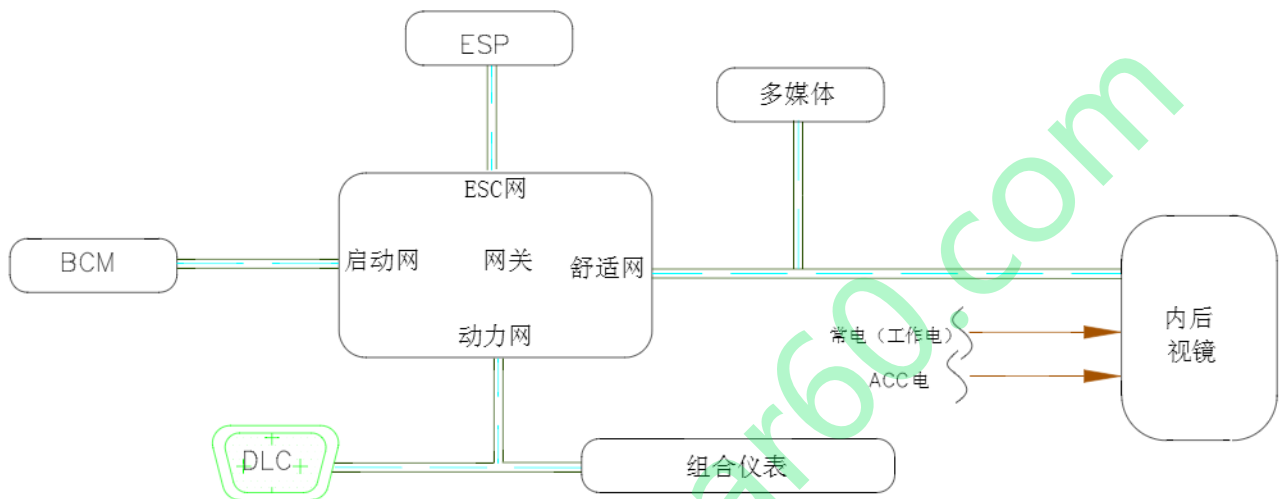 ESP
多媒体
ESC网
BCM
启动网
网关
舒适网
动力网
常电（工作电）
ACC电
内后
视镜
DLC
组合仪表
ar60.com